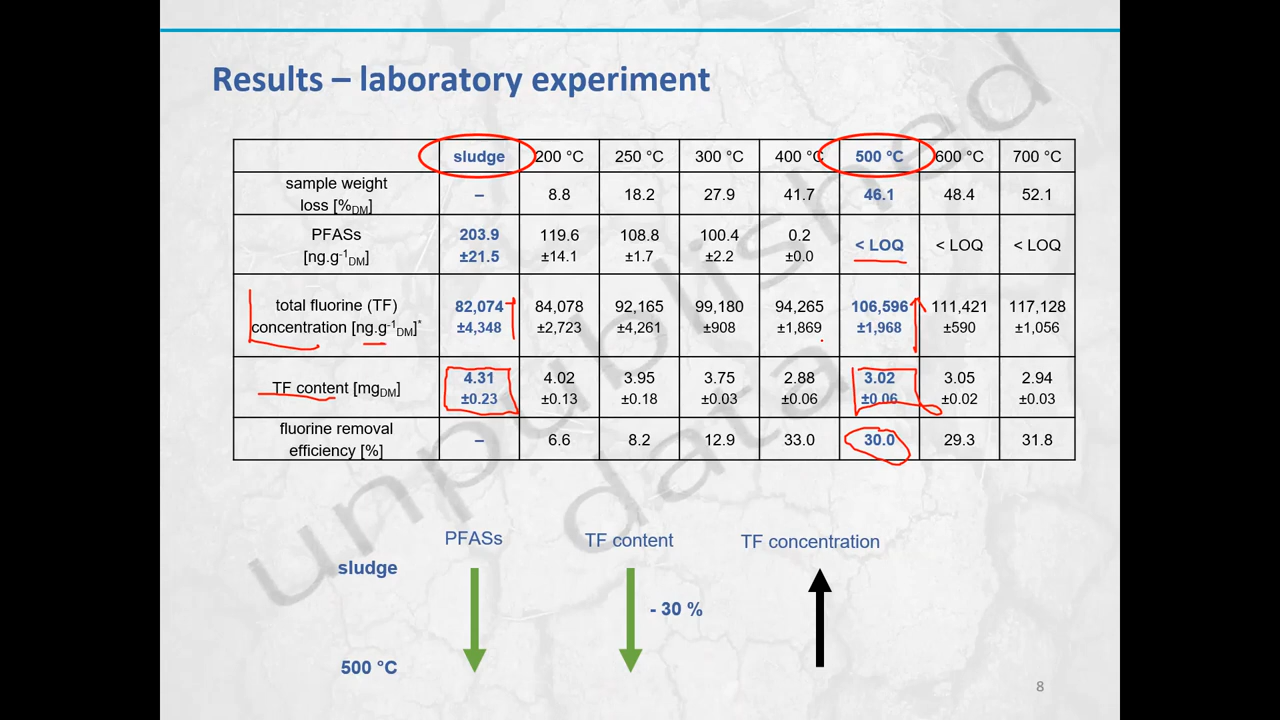 Results – laboratory experiment
sludge 200 °C 250 °C 300 °C 400 °C 500 °C 600 °C 700 °C
sample weight
loss [%DM] – 8.8 18.2 27.9 41.7 46.1 48.4 52.1
PFASs 203.9 119.6 108.8 100.4 0.2 < LOQ < LOQ < LOQ
[ng.g-1DM] ±21.5 ±14.1 ±1.7 ±2.2 ±0.0
total fluorine (TF) 82,074 84,078 92,165 99,180 94,265 106,596 111,421 117,128
concentration [ng.g-1DM]* ±4,348 ±2,723 ±4,261 ±908 ±1,869 ±1,968 ±590 ±1,056
TF content [mgDM] 4.31 4.02 3.95 3.75 2.88 3.02 3.05 2.94
±0.23 ±0.13 ±0.18 ±0.03 ±0.06 ±0.06 ±0.02 ±0.03
fluorine removal
efficiency [%] – 6.6 8.2 12.9 33.0 30.0 29.3 31.8
unpublished
data
PFASs TF content TF concentration
sludge
- 30 %
500 °C
8